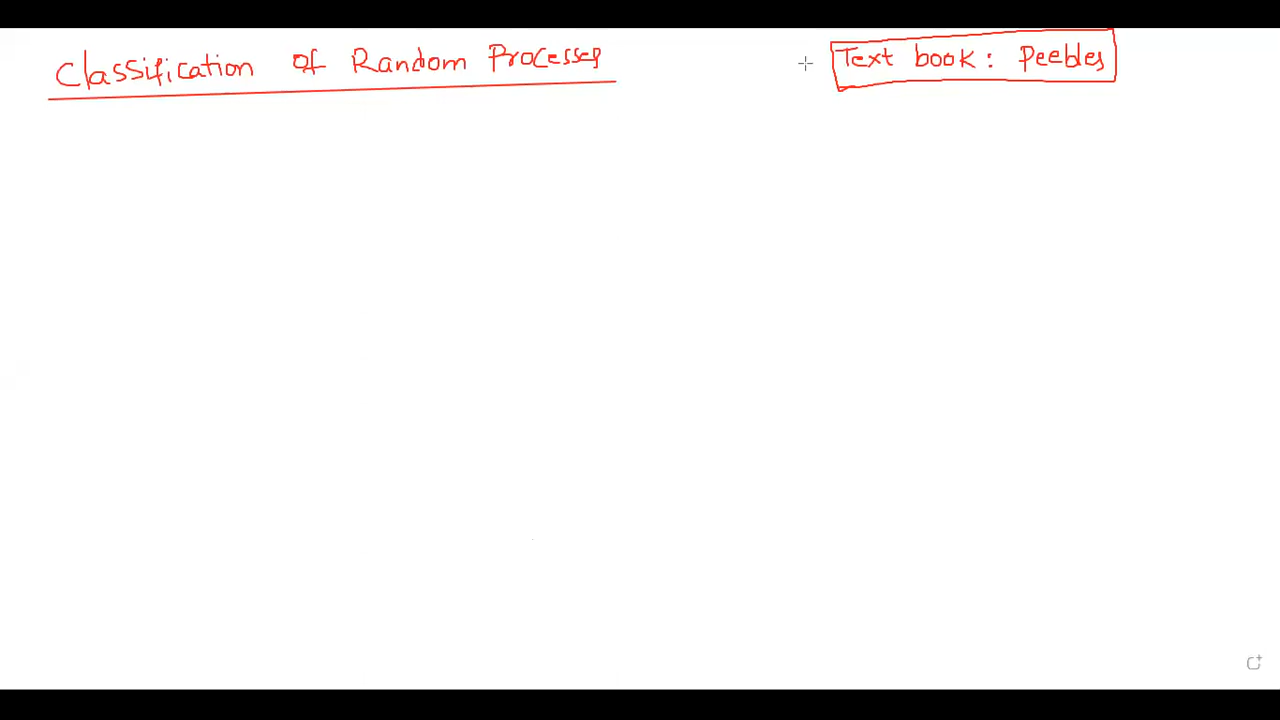 Classification of Random Processes
Text book: Peebles